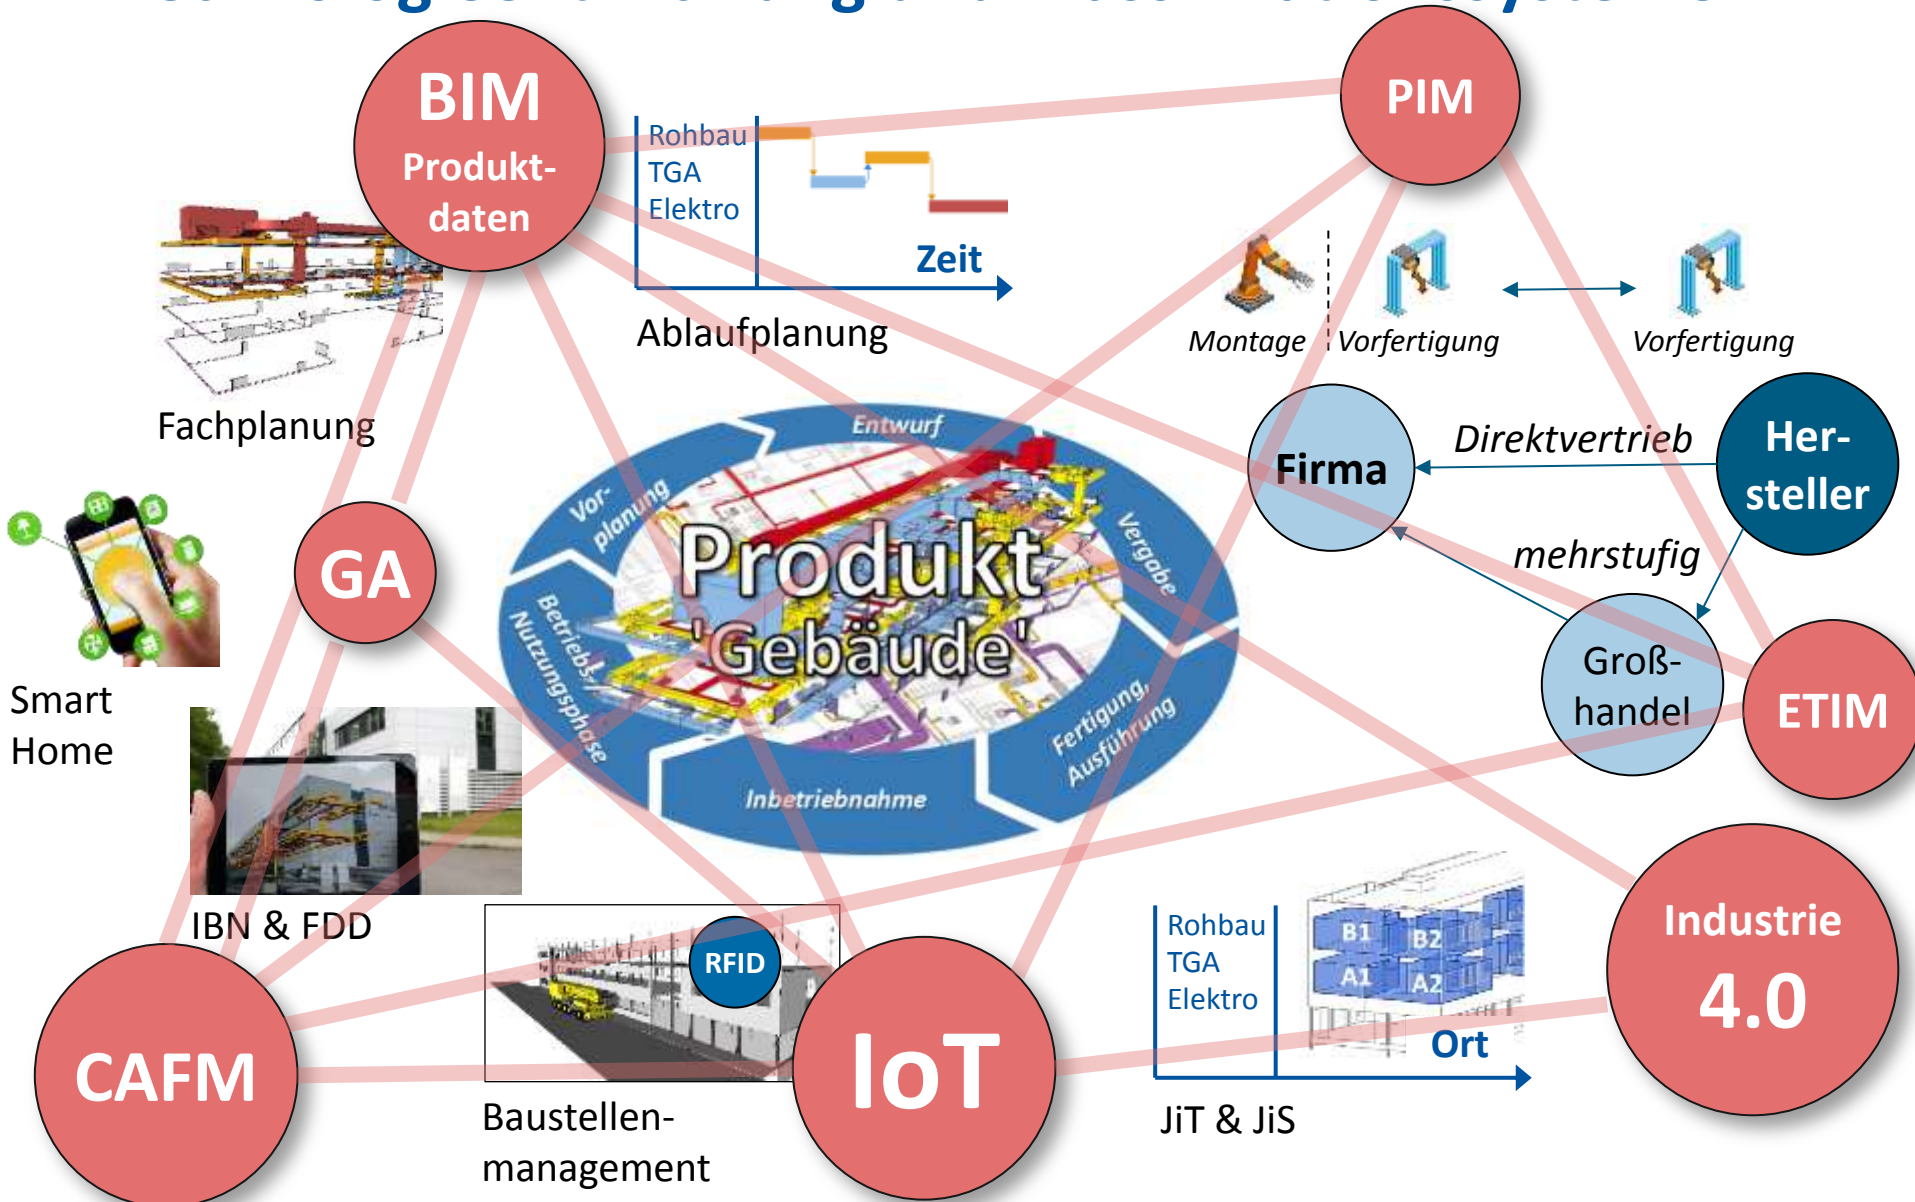 BIM
Produkt-
daten
PIM
Rohbau
TGA
Elektro
Zeit
Ablaufplanung
Montage
Vorfertigung
Vorfertigung
Fachplanung
Entwurf
Vor-
planung
Vergabe
Fertigung,
Ausführung
Inbetriebnahme
Betriebs-/
Nutzungsphase
Produkt
'Gebäude'
Firma
Direktvertrieb
Her-
steller
mehrstufig
Groß-
handel
ETIM
GA
Smart
Home
IBN & FDD
RFID
CAFM
IoT
Baustellen-
management
Rohbau
TGA
Elektro
B1
B2
A1
A2
Ort
JiT & JiS
Industrie
4.0